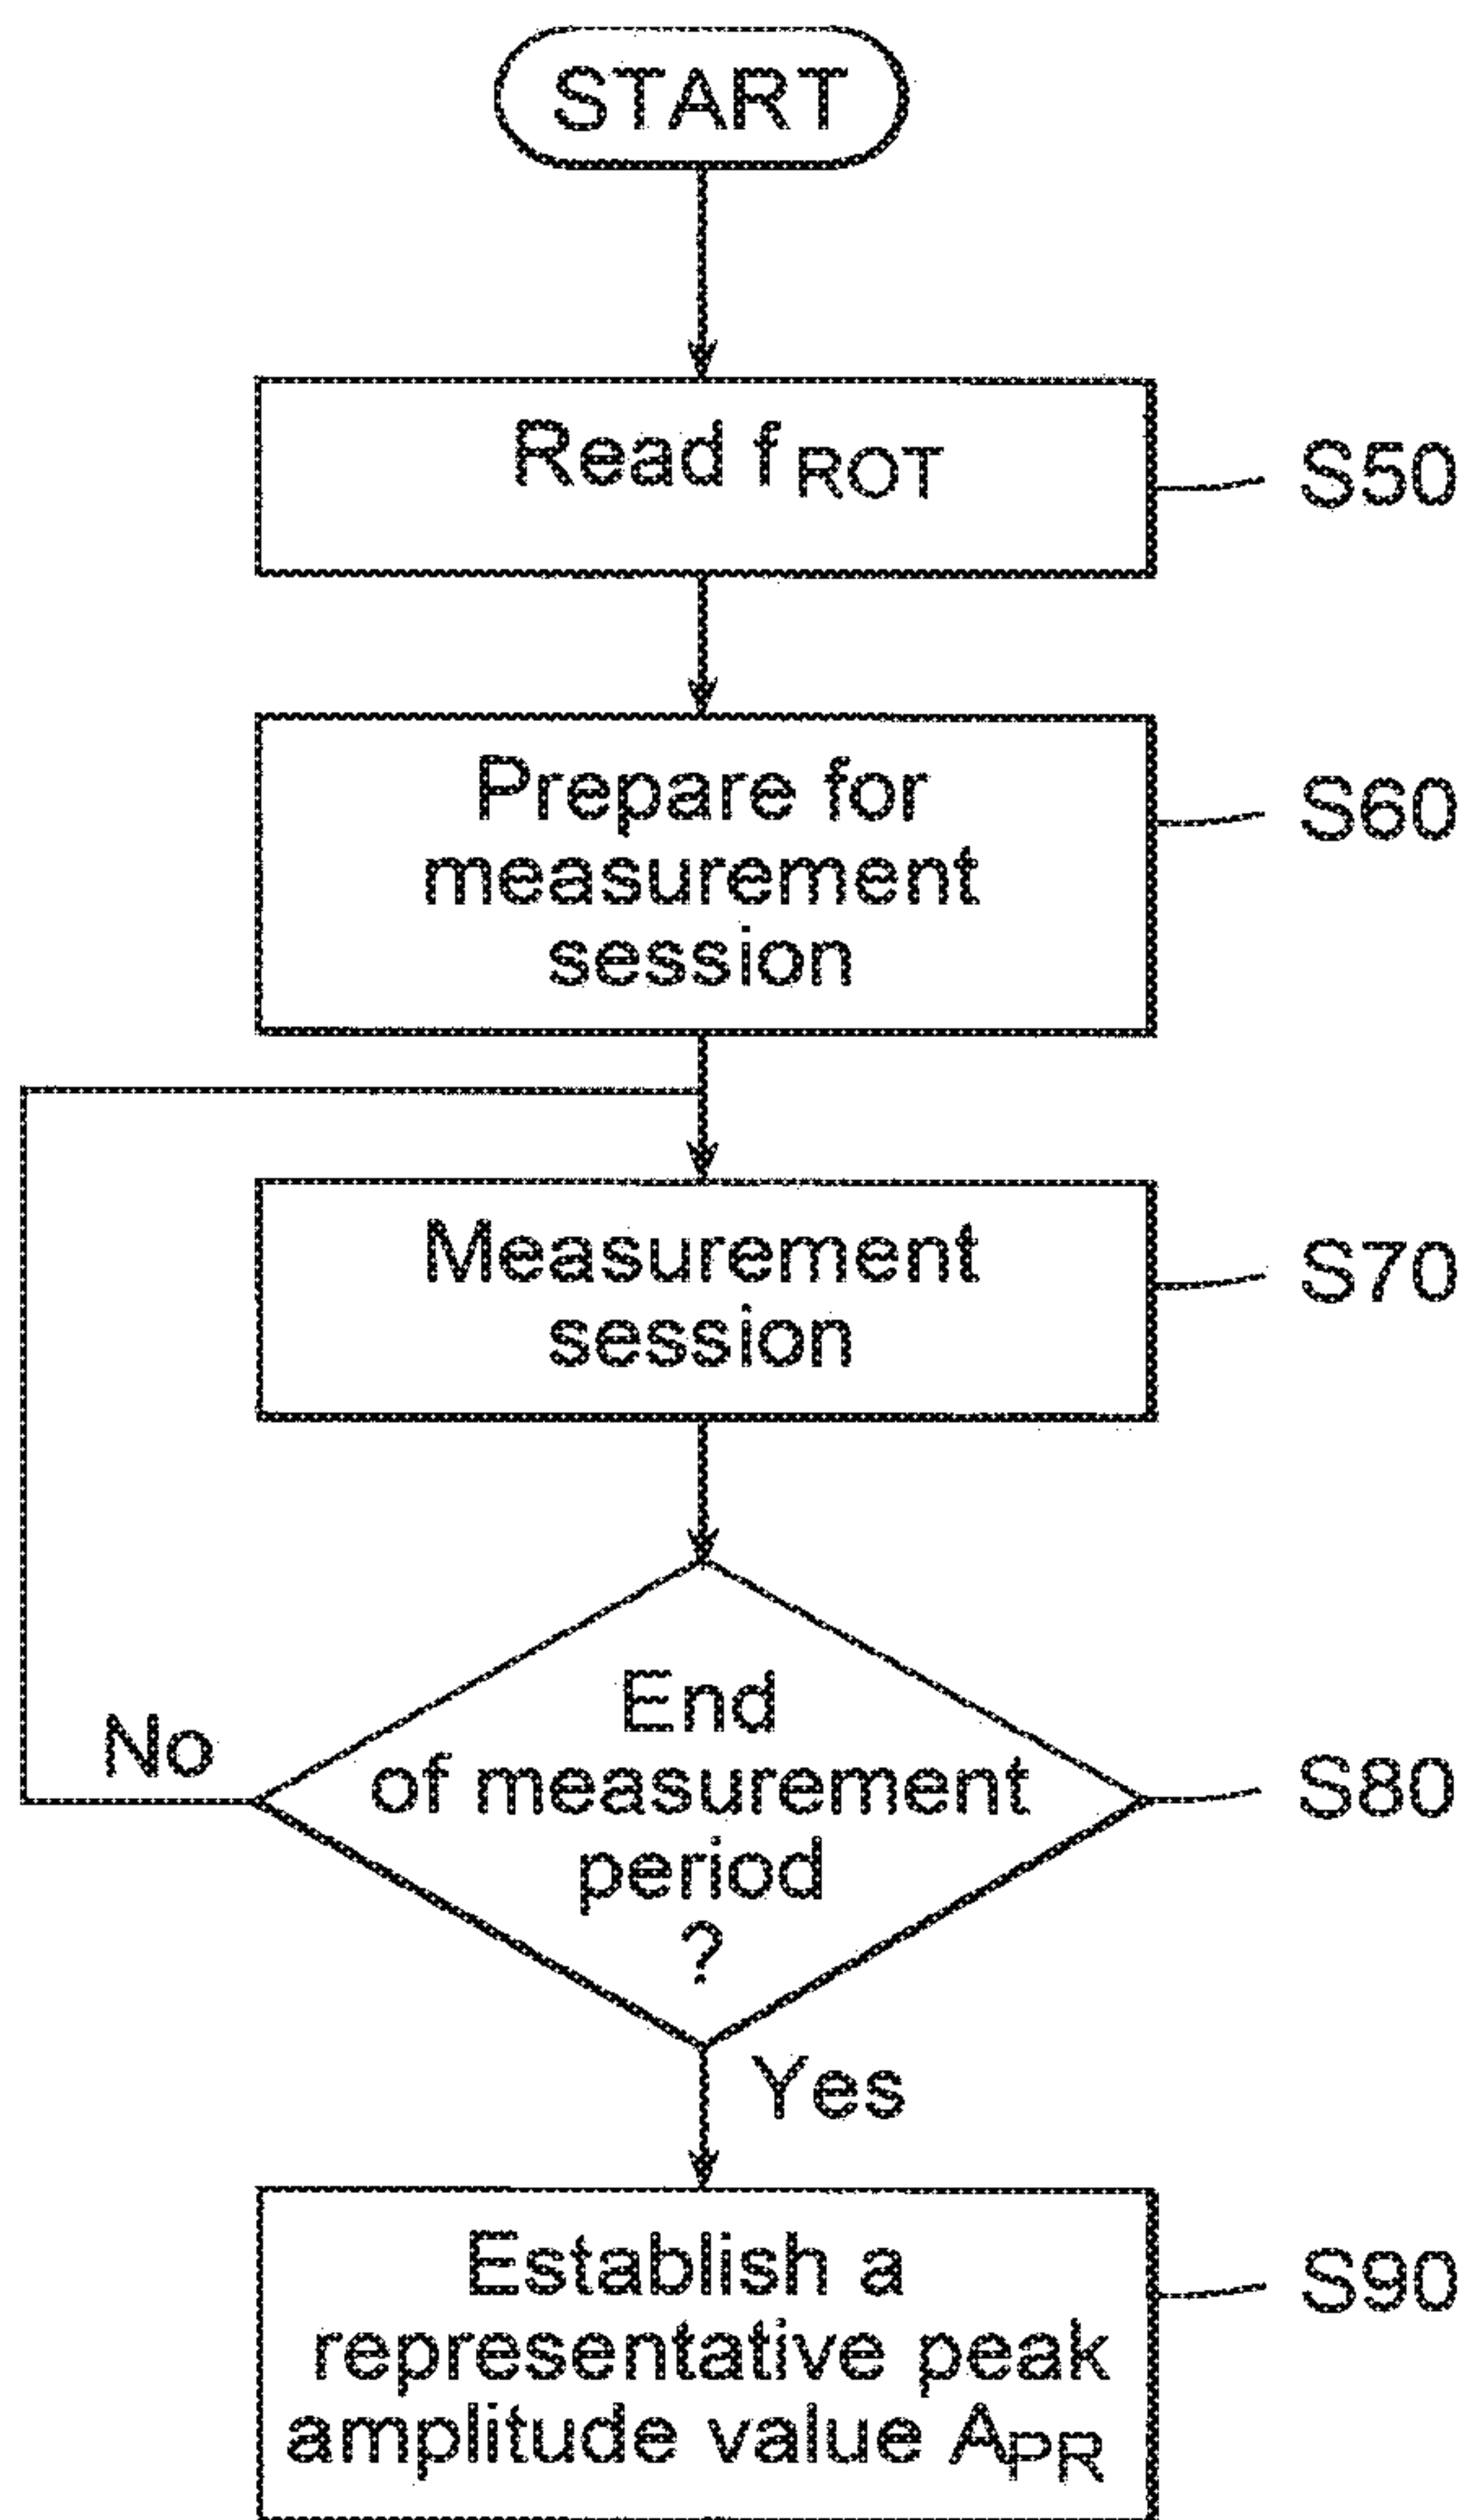 START
Read f ROT
S50
Prepare for
measurement
session
S60
Measurement
session
S70
End
of measurement
period
?
S80
No
Yes
Establish a
representative peak
amplitude value APR
S90